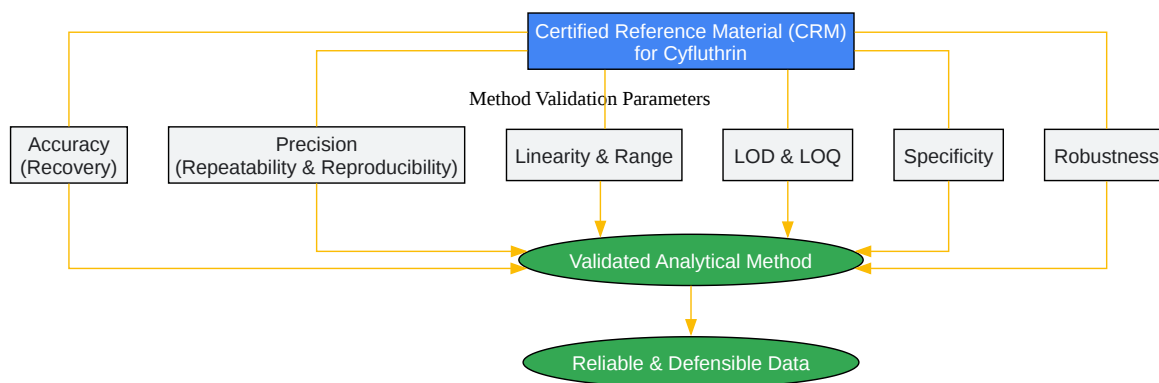 Certified Reference Material (CRM)
for Cyfluthrin
Method Validation Parameters
Accuracy
(Recovery)
Precision
(Repeatability & Reproducibility)
Linearity & Range
LOD & LOQ
Specificity
Robustness
Validated Analytical Method
Reliable & Defensible Data